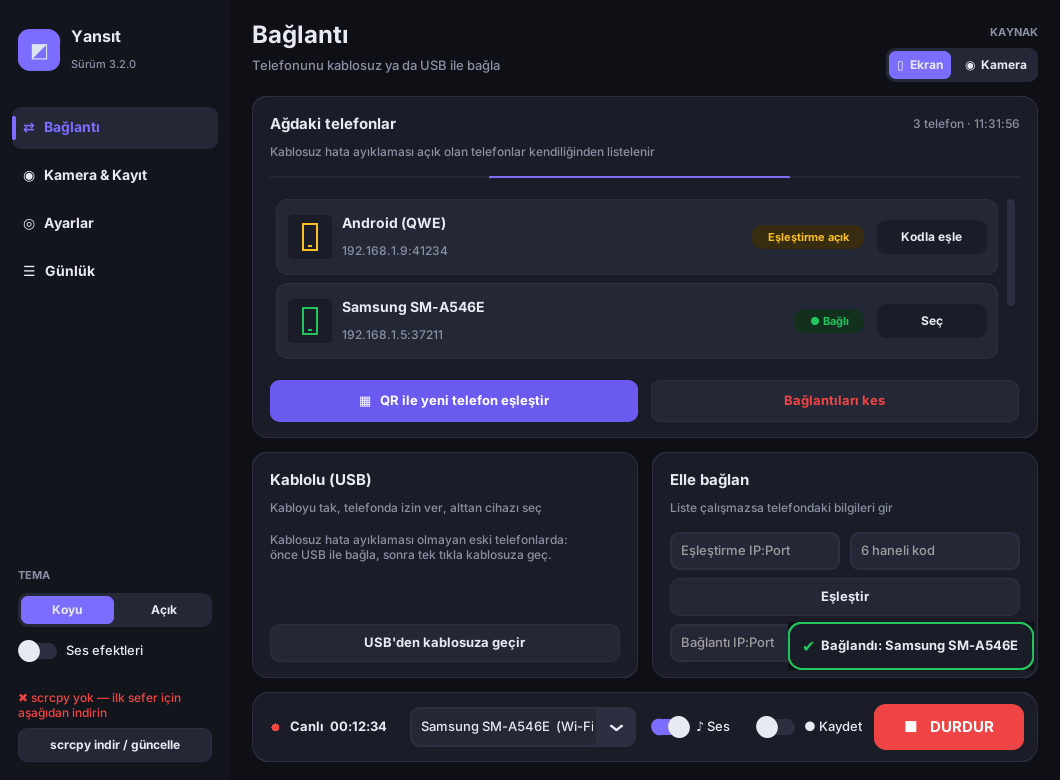 Yansıt
Sürüm 3.2.0
Bağlantı
Kamera & Kayıt
Ayarlar
Günlük
TEMA
Koyu
Açık
Ses efektleri
✖ scrcpy yok — ilk sefer için
aşağıdan indirin
scrcpy indir / güncelle
Bağlantı
Telefonunu kablosuz ya da USB ile bağla
KAYNAK
Ekran
Kamera
Ağdaki telefonlar
3 telefon · 11:31:56
Kablosuz hata ayıklaması açık olan telefonlar kendiliğinden listelenir
Android (QWE)
192.168.1.9:41234
Eşleştirme açık
Kodla eşle
Samsung SM-A546E
192.168.1.5:37211
● Bağlı
Seç
QR ile yeni telefon eşleştir
Bağlantıları kes
Kablolu (USB)
Kabloyu tak, telefonda izin ver, alttan cihazı seç
Kablosuz hata ayıklaması olmayan eski telefonlarda:
önce USB ile bağla, sonra tek tıkla kablosuza geç.
USB'den kablosuza geçir
Elle bağlan
Liste çalışmazsa telefondaki bilgileri gir
Eşleştirme IP:Port
6 haneli kod
Eşleştir
Bağlantı IP:Port
✔ Bağlandı: Samsung SM-A546E
● Canlı 00:12:34
Samsung SM-A546E (Wi-Fi
♪ Ses
● Kaydet
■ DURDUR